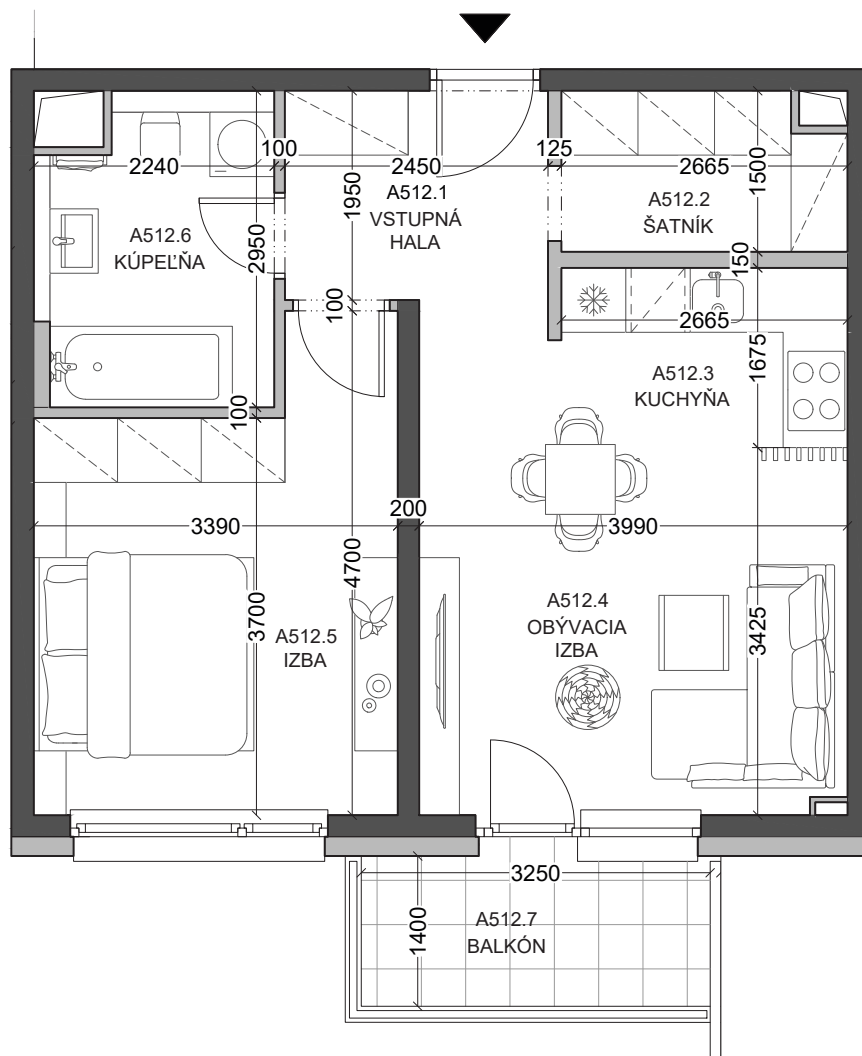 2240
100
2450
125
2665
1500
1950
2950
A512.1
VSTUPNÁ
HALA
A512.2
ŠATNÍK
A512.6
KÚPEĽŇA
150
100
2665
1675
A512.3
KUCHYŇA
100
3390
200
3990
4700
3700
3425
A512.5
IZBA
A512.4
OBÝVACIA
IZBA
3250
1400
A512.7
BALKÓN